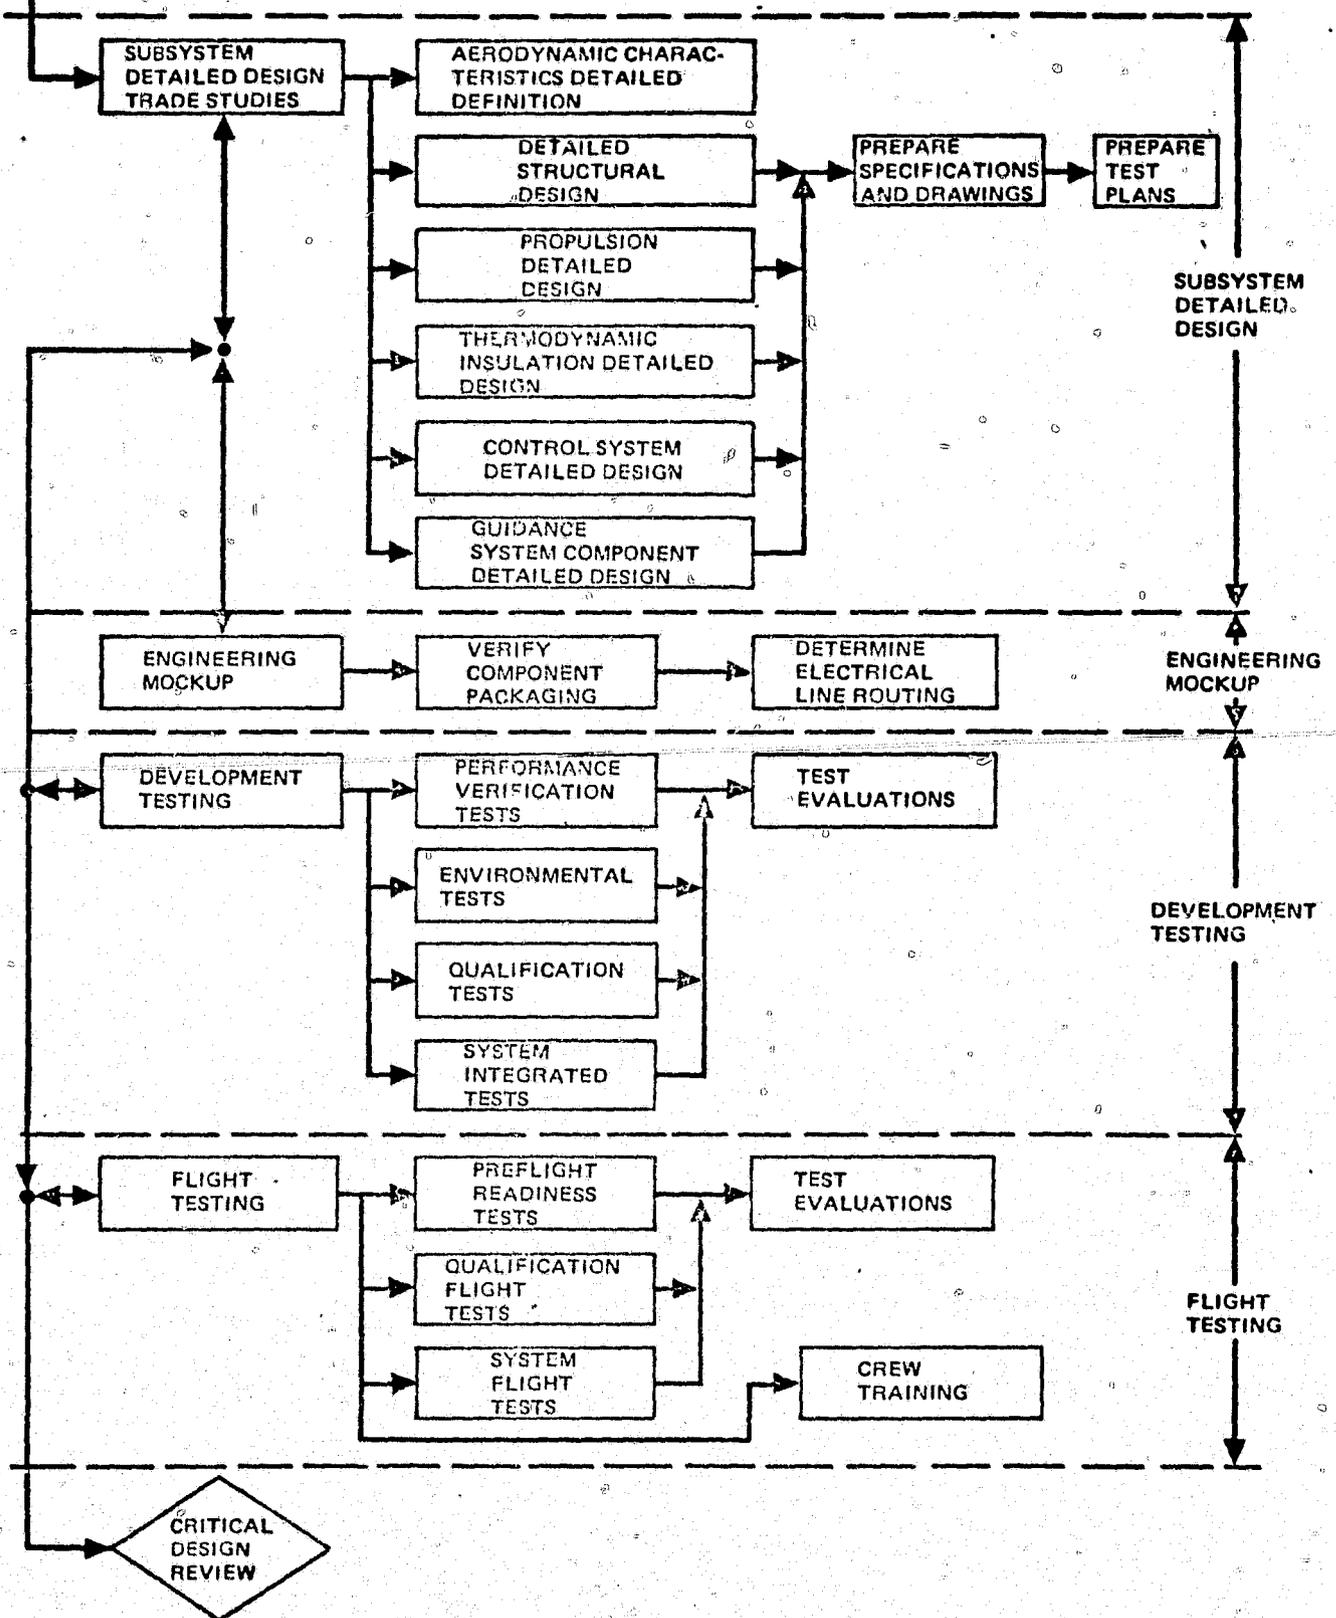 SUBSYSTEM
DETAILED DESIGN
TRADE STUDIES
AERODYNAMIC CHARAC-
TERISTICS DETAILED
DEFINITION
DETAILED
STRUCTURAL
DESIGN
PREPARE
SPECIFICATIONS
AND DRAWINGS
PREPARE
TEST
PLANS
PROPULSION
DETAILED
DESIGN
THERMODYNAMIC
INSULATION DETAILED
DESIGN
CONTROL SYSTEM
DETAILED DESIGN
GUIDANCE
SYSTEM COMPONENT
DETAILED DESIGN
SUBSYSTEM
DETAILED
DESIGN
ENGINEERING
MOCKUP
VERIFY
COMPONENT
PACKAGING
DETERMINE
ELECTRICAL
LINE ROUTING
ENGINEERING
MOCKUP
DEVELOPMENT
TESTING
PERFORMANCE
VERIFICATION
TESTS
TEST
EVALUATIONS
ENVIRONMENTAL
TESTS
QUALIFICATION
TESTS
SYSTEM
INTEGRATED
TESTS
DEVELOPMENT
TESTING
FLIGHT
TESTING
PREFLIGHT
READINESS
TESTS
TEST
EVALUATIONS
QUALIFICATION
FLIGHT
TESTS
SYSTEM
FLIGHT
TESTS
CREW
TRAINING
FLIGHT
TESTING
CRITICAL
DESIGN
REVIEW